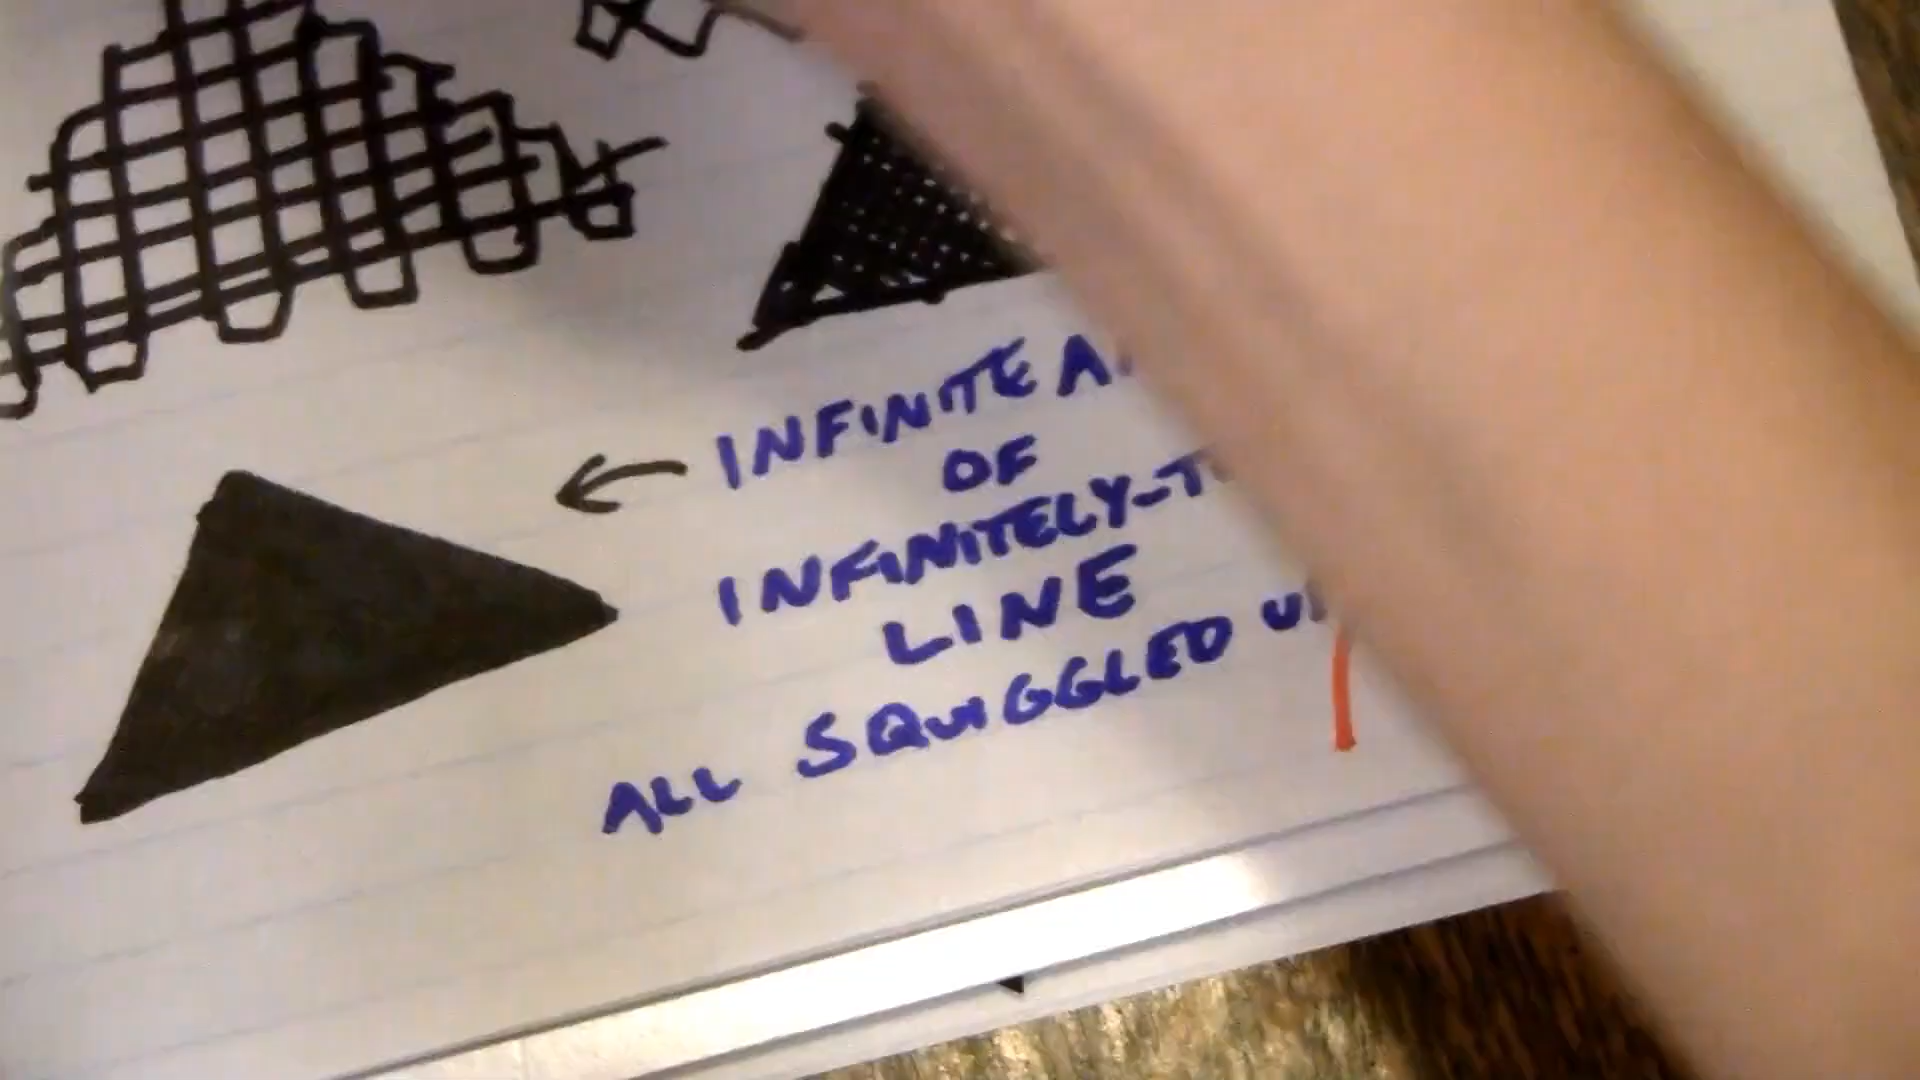 INFINITE
OF
INFINITELY-
LINE
ALL SQUIGGLED